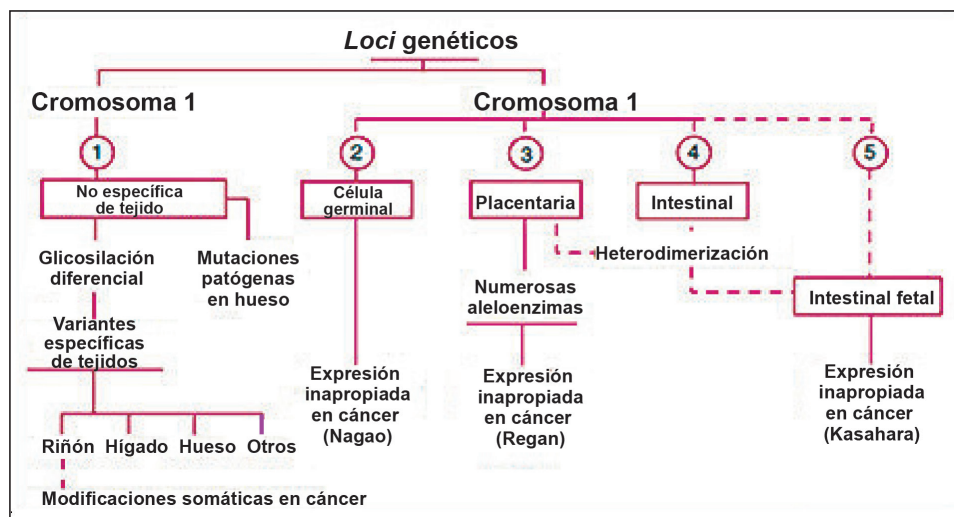 Loci genéticos
Cromosoma 1
Cromosoma 1
1
2
3
4
5
No específica
de tejido
Célula
germinal
Placentaria
Intestinal
Glicosilación
diferencial
Mutaciones
patógenas
en hueso
Heterodimerización
Numerosas
aleloenzimas
Intestinal fetal
Variantes
específicas
de tejidos
Expresión
inapropiada
en cáncer
(Nagao)
Expresión
inapropiada
en cáncer
(Regan)
Expresión
inapropiada
en cáncer
(Kasahara)
Riñón Hígado Hueso Otros
Modificaciones somáticas en cáncer